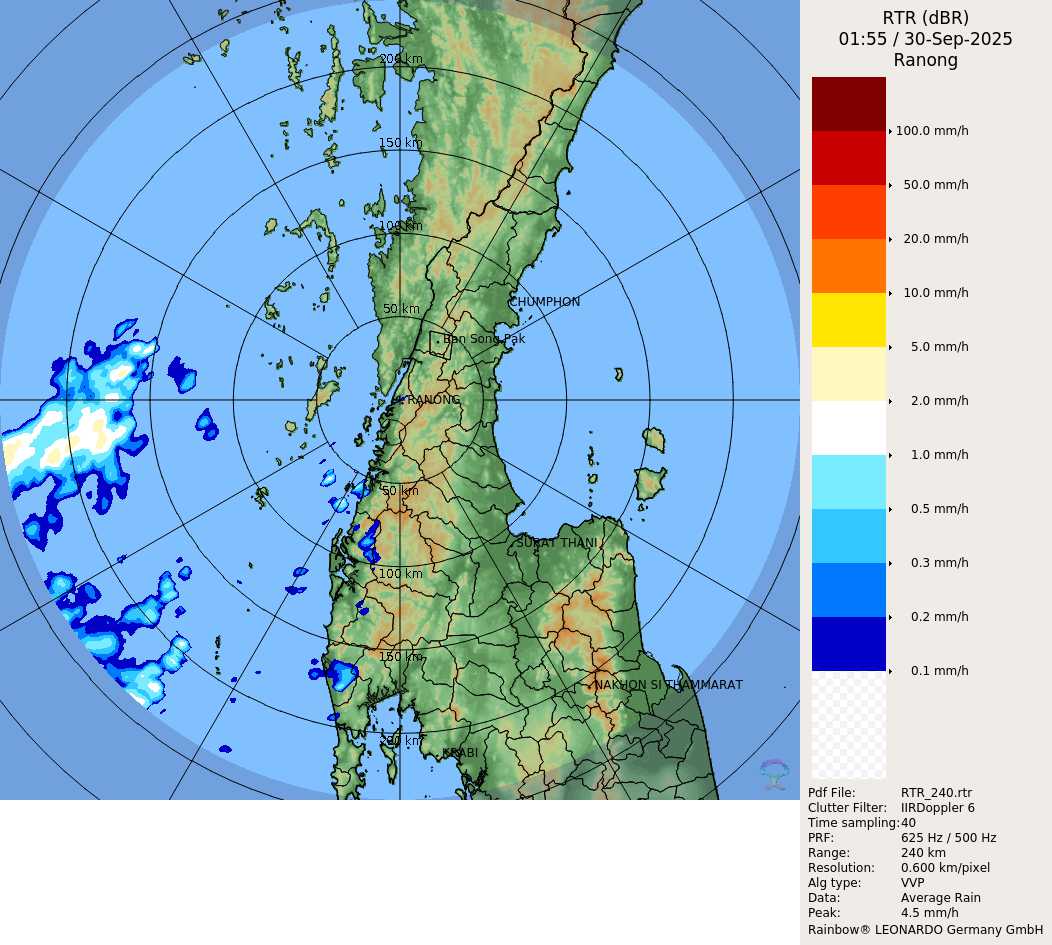 RTR (dBR)
01:55 / 30-Sep-2025
Ranong
200 km
150 km
100 km
50 km
CHUMPHON
Ban Song Pak
RANONG
50 km
SURAT THANI
100 km
150 km
NAKHON SI THAMMARAT
200 km
KRABI
100.0 mm/h
50.0 mm/h
20.0 mm/h
10.0 mm/h
5.0 mm/h
2.0 mm/h
1.0 mm/h
0.5 mm/h
0.3 mm/h
0.2 mm/h
0.1 mm/h
Pdf File: RTR_240.rtr
Clutter Filter: IIRDoppler 6
Time sampling:40
PRF: 625 Hz / 500 Hz
Range: 240 km
Resolution: 0.600 km/pixel
Alg type: VVP
Data: Average Rain
Peak: 4.5 mm/h
Rainbow® LEONARDO Germany GmbH